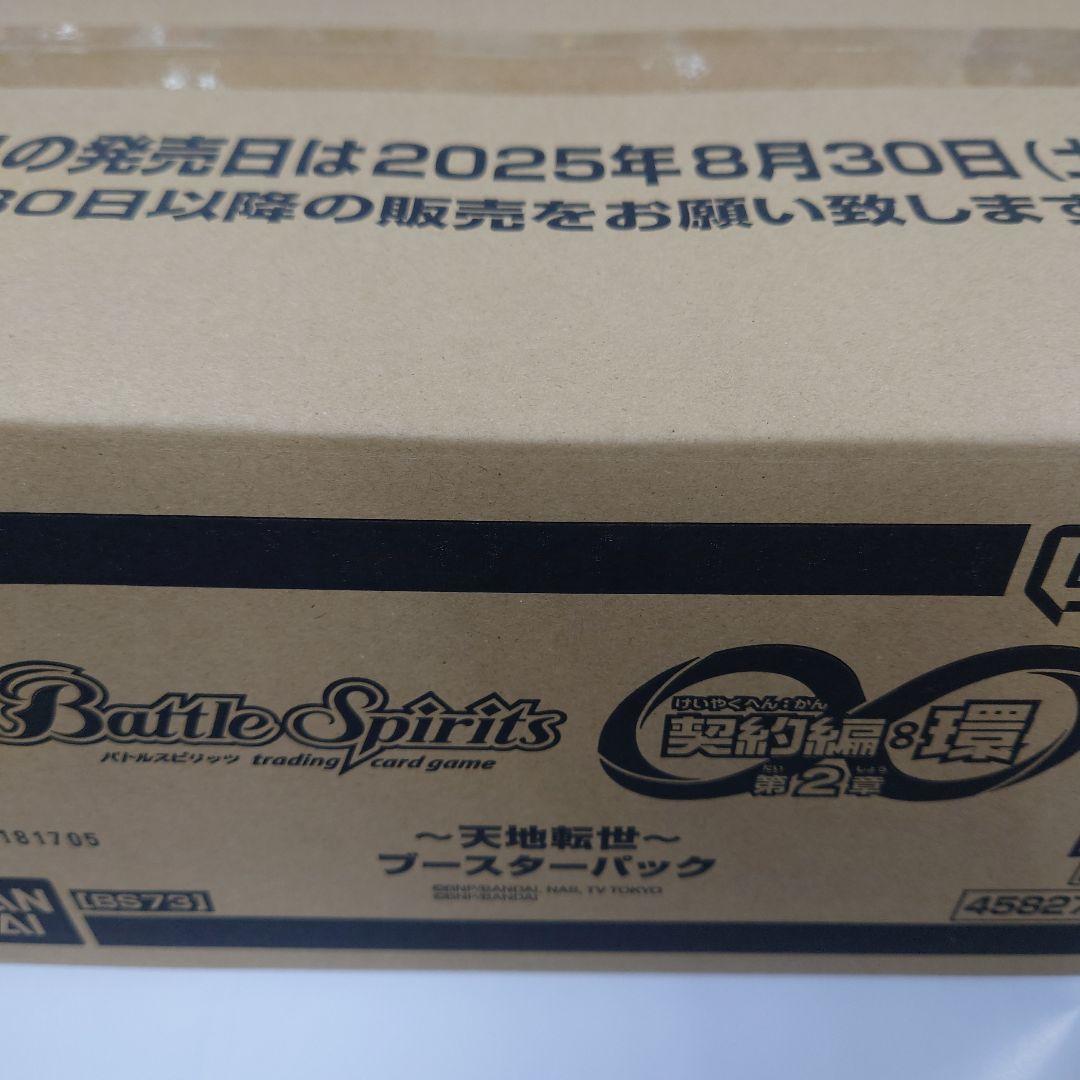 の発売日は2025年8月30日(土
30日以降の販売をお願い致します
Battle Spirits
バトルスピリッツ trading card game
けいやくへん:かん
契約編:環
だい しょう
第2章
181705
～天地転世～
ブースターパック
©BNP/BANDAI, NAS, TV TOKYO
©BNP/BANDAI
[BS73]
45827